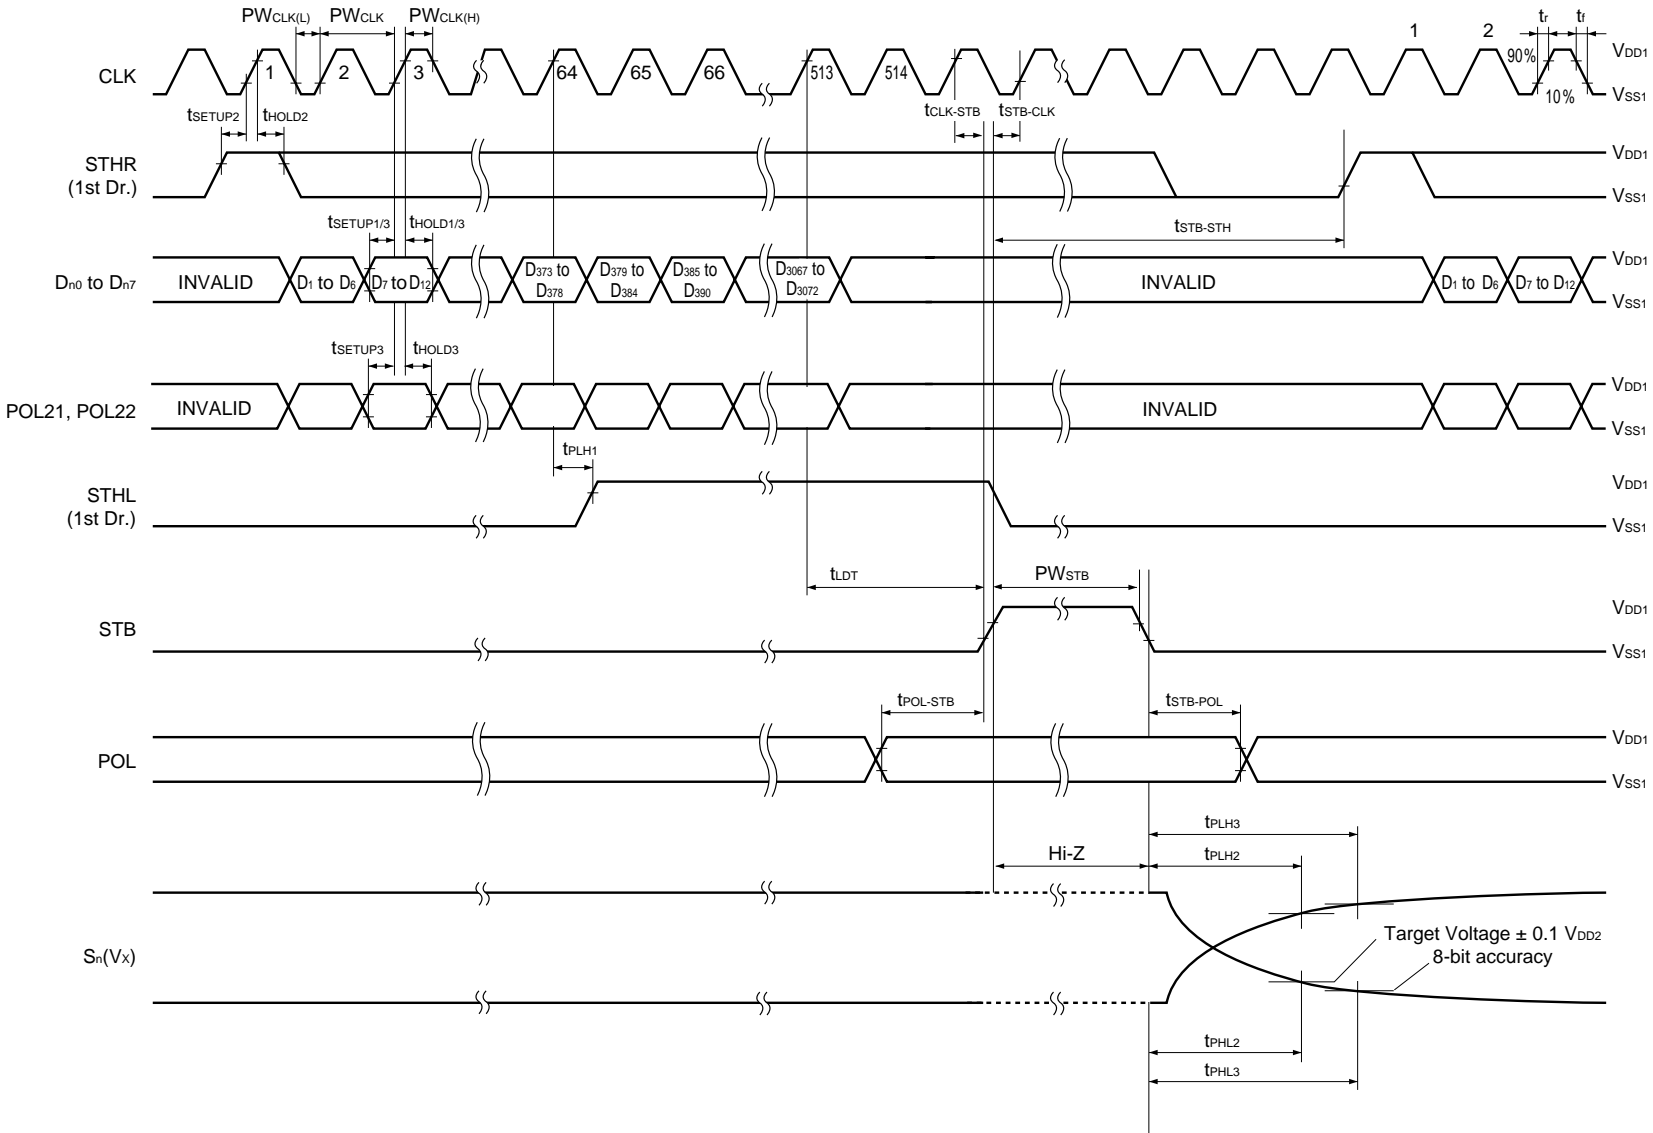 PWCLK(L) PWCLK PWCLK(H)
1 2 tr tf
CLK 1 2 3 64 65 66 513 514 90% 10% VDD1 VSS1
tSETUP2 tHOLD2 tCLK-STB tSTB-CLK
STHR
(1st Dr.)
VDD1
VSS1
tSETUP1/3 tHOLD1/3 tSTB-STH
Dn0 to Dn7 INVALID D1 to D6 D7 to D12 D373 to D378 D379 to D384 D385 to D390 D3067 to D3072 INVALID D1 to D6 D7 to D12
VDD1
VSS1
tSETUP3 tHOLD3
POL21, POL22 INVALID INVALID
VDD1
VSS1
tPLH1
STHL
(1st Dr.)
VDD1
VSS1
tLDT PWSTB
STB
VDD1
VSS1
tPOL-STB tSTB-POL
POL
VDD1
VSS1
tPLH3
Hi-Z tPLH2
Sn(VX)
Target Voltage ± 0.1 VDD2
8-bit accuracy
tPHL2
tPHL3